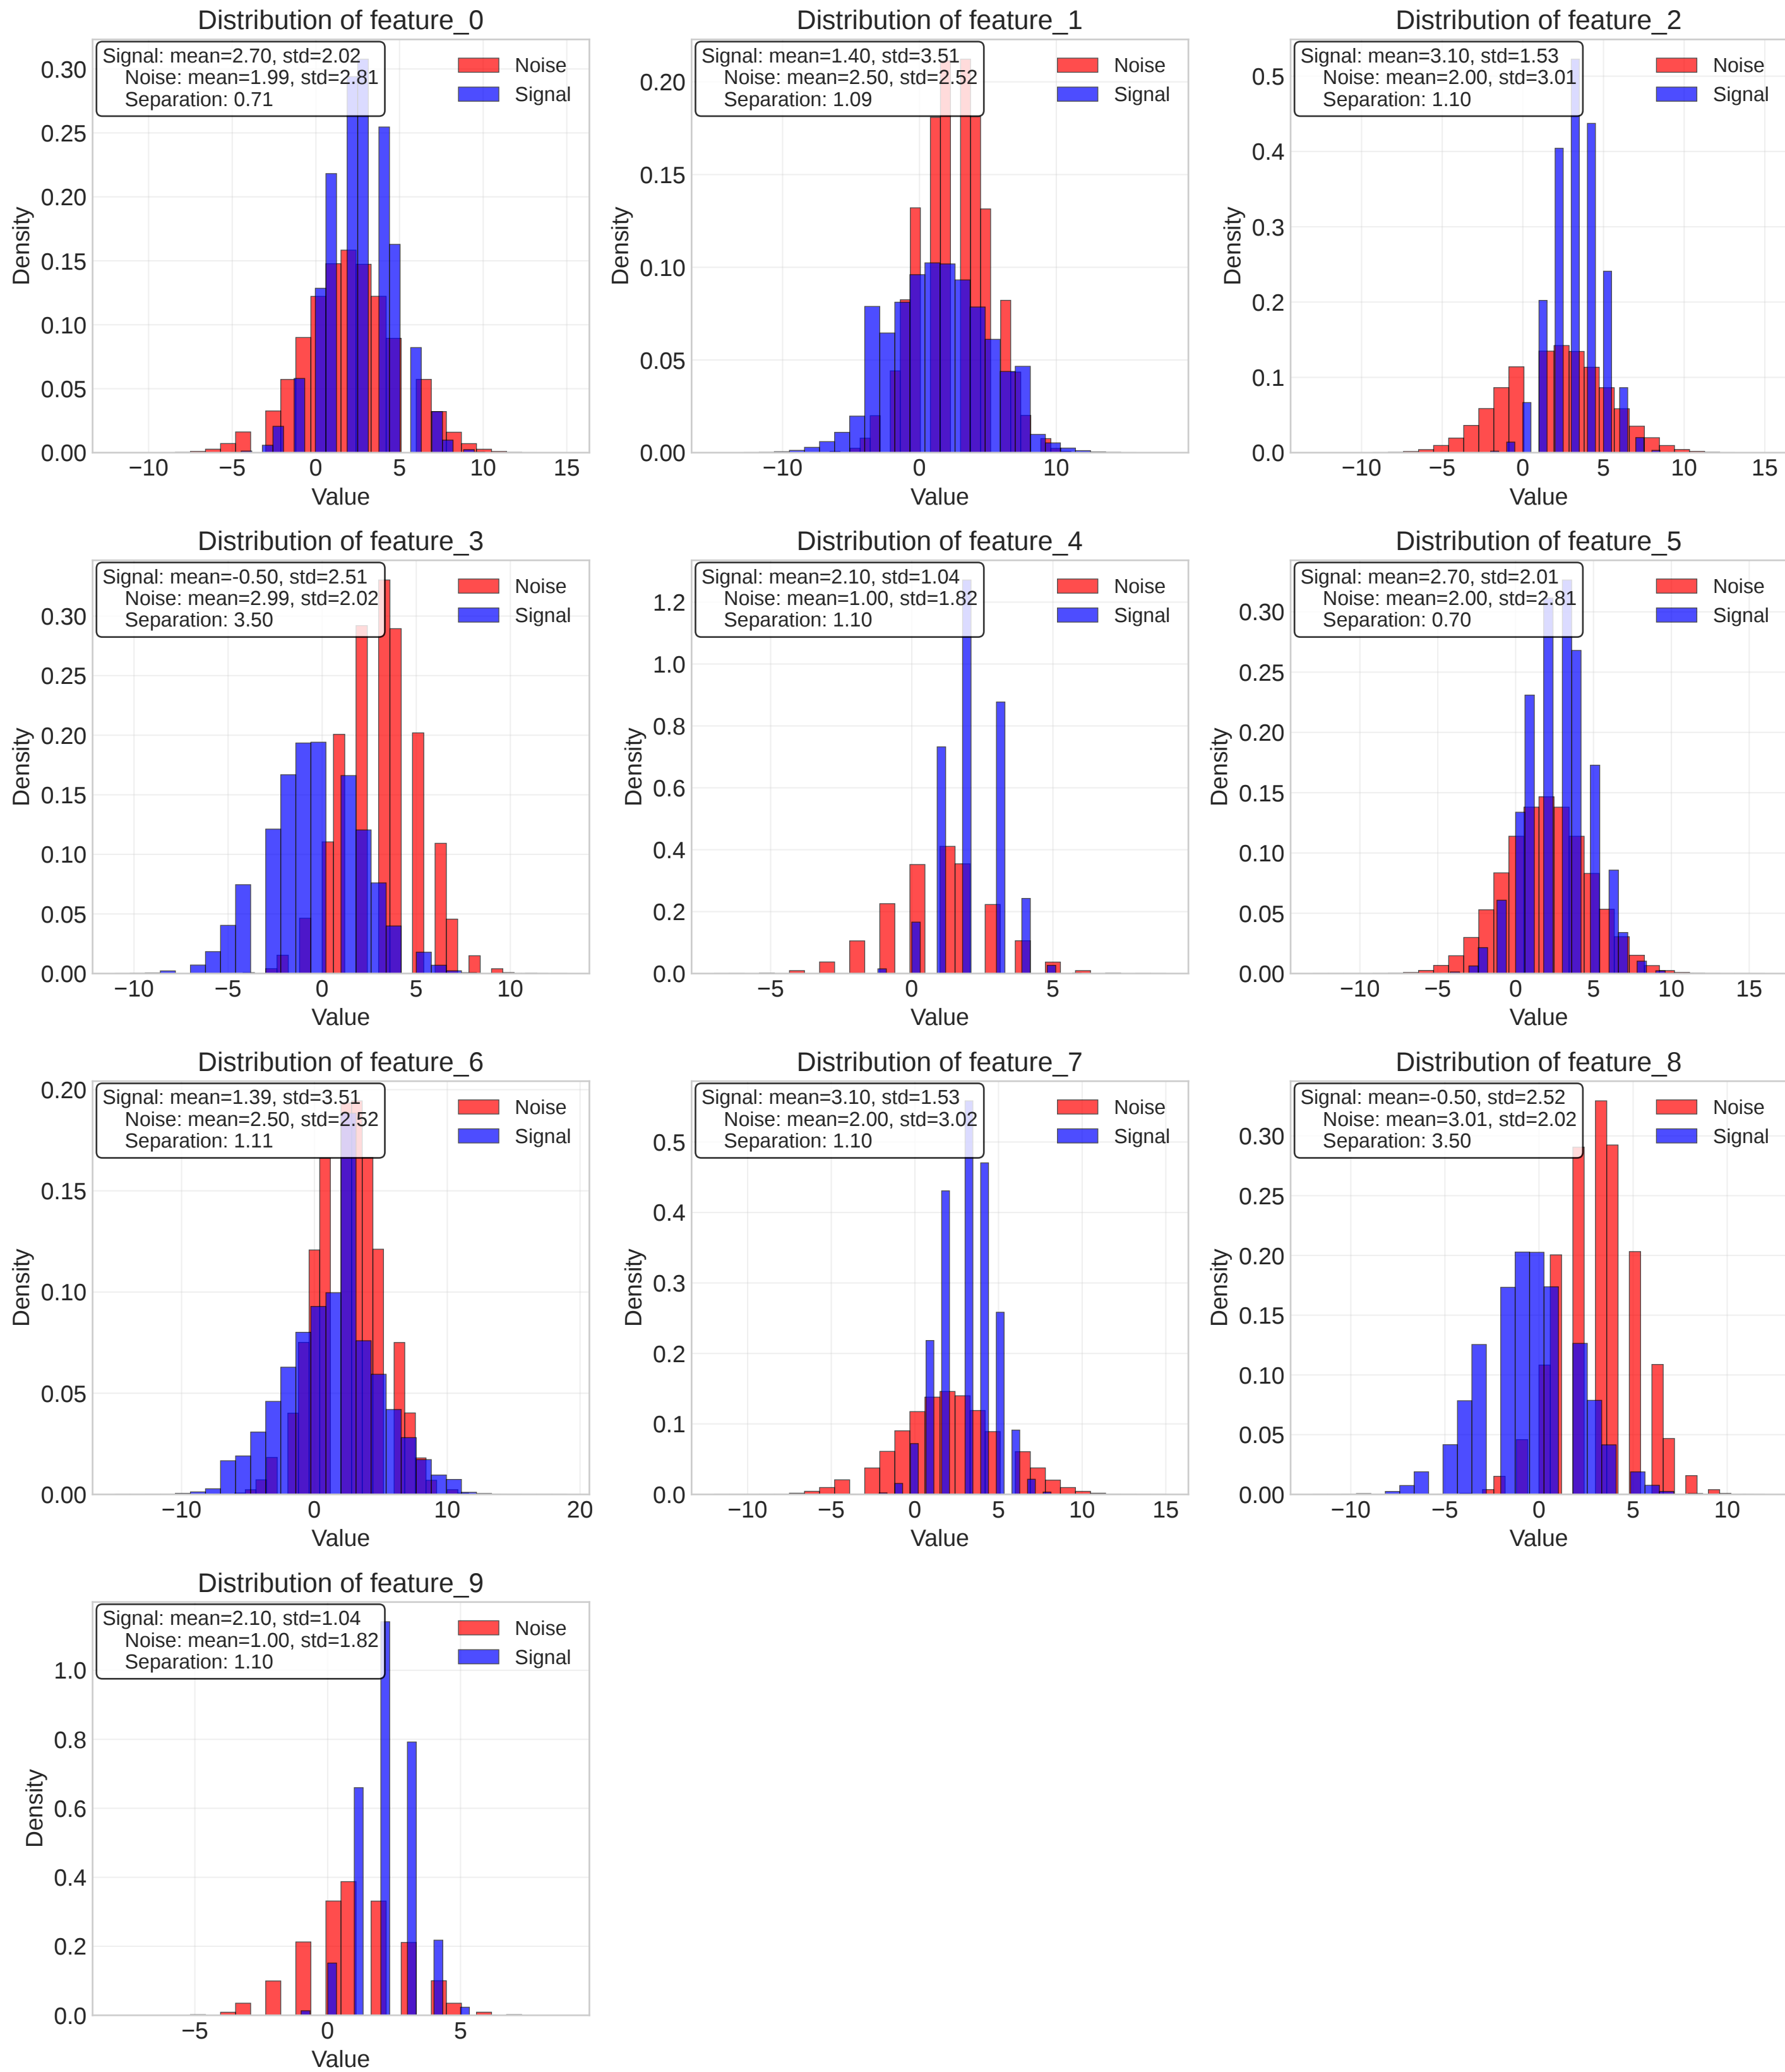 Distribution of feature_0
Signal: mean=2.70, std=2.02
Noise: mean=1.99, std=2.81
Separation: 0.71
Noise
Signal
0.30
0.25
0.20
0.15
0.10
0.05
0.00
Density
−10 −5 0 5 10 15
Value
Distribution of feature_1
Signal: mean=1.40, std=3.51
Noise: mean=2.50, std=2.52
Separation: 1.09
Noise
Signal
0.20
0.15
0.10
0.05
0.00
Density
−10 0 10
Value
Distribution of feature_2
Signal: mean=3.10, std=1.53
Noise: mean=2.00, std=3.01
Separation: 1.10
Noise
Signal
0.5
0.4
0.3
0.2
0.1
0.0
Density
−10 −5 0 5 10 15
Value
Distribution of feature_3
Signal: mean=-0.50, std=2.51
Noise: mean=2.99, std=2.02
Separation: 3.50
Noise
Signal
0.30
0.25
0.20
0.15
0.10
0.05
0.00
Density
−10 −5 0 5 10
Value
Distribution of feature_4
Signal: mean=2.10, std=1.04
Noise: mean=1.00, std=1.82
Separation: 1.10
Noise
Signal
1.2
1.0
0.8
0.6
0.4
0.2
0.0
Density
−5 0 5
Value
Distribution of feature_5
Signal: mean=2.70, std=2.01
Noise: mean=2.00, std=2.81
Separation: 0.70
Noise
Signal
0.30
0.25
0.20
0.15
0.10
0.05
0.00
Density
−10 −5 0 5 10 15
Value
Distribution of feature_6
Signal: mean=1.39, std=3.51
Noise: mean=2.50, std=2.52
Separation: 1.11
Noise
Signal
0.20
0.15
0.10
0.05
0.00
Density
−10 0 10 20
Value
Distribution of feature_7
Signal: mean=3.10, std=1.53
Noise: mean=2.00, std=3.02
Separation: 1.10
Noise
Signal
0.5
0.4
0.3
0.2
0.1
0.0
Density
−10 −5 0 5 10 15
Value
Distribution of feature_8
Signal: mean=-0.50, std=2.52
Noise: mean=3.01, std=2.02
Separation: 3.50
Noise
Signal
0.30
0.25
0.20
0.15
0.10
0.05
0.00
Density
−10 −5 0 5 10
Value
Distribution of feature_9
Signal: mean=2.10, std=1.04
Noise: mean=1.00, std=1.82
Separation: 1.10
Noise
Signal
1.0
0.8
0.6
0.4
0.2
0.0
Density
−5 0 5
Value